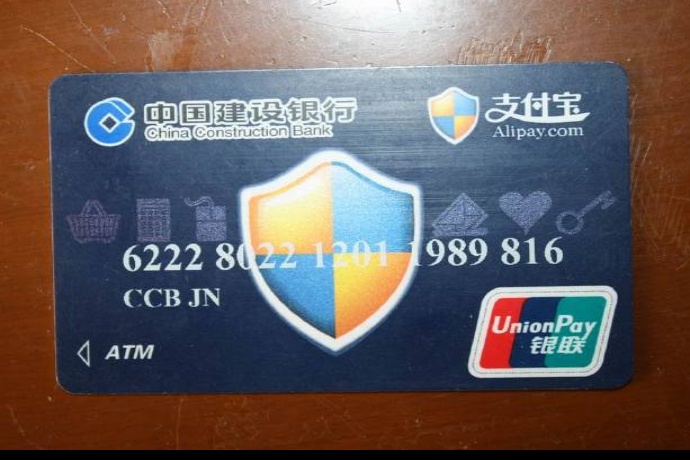 中国建设银行
China Construction Bank
支付宝
Alipay.com
6222 8022 1201 1989 816
CCB JN
ATM
UnionPay
银联